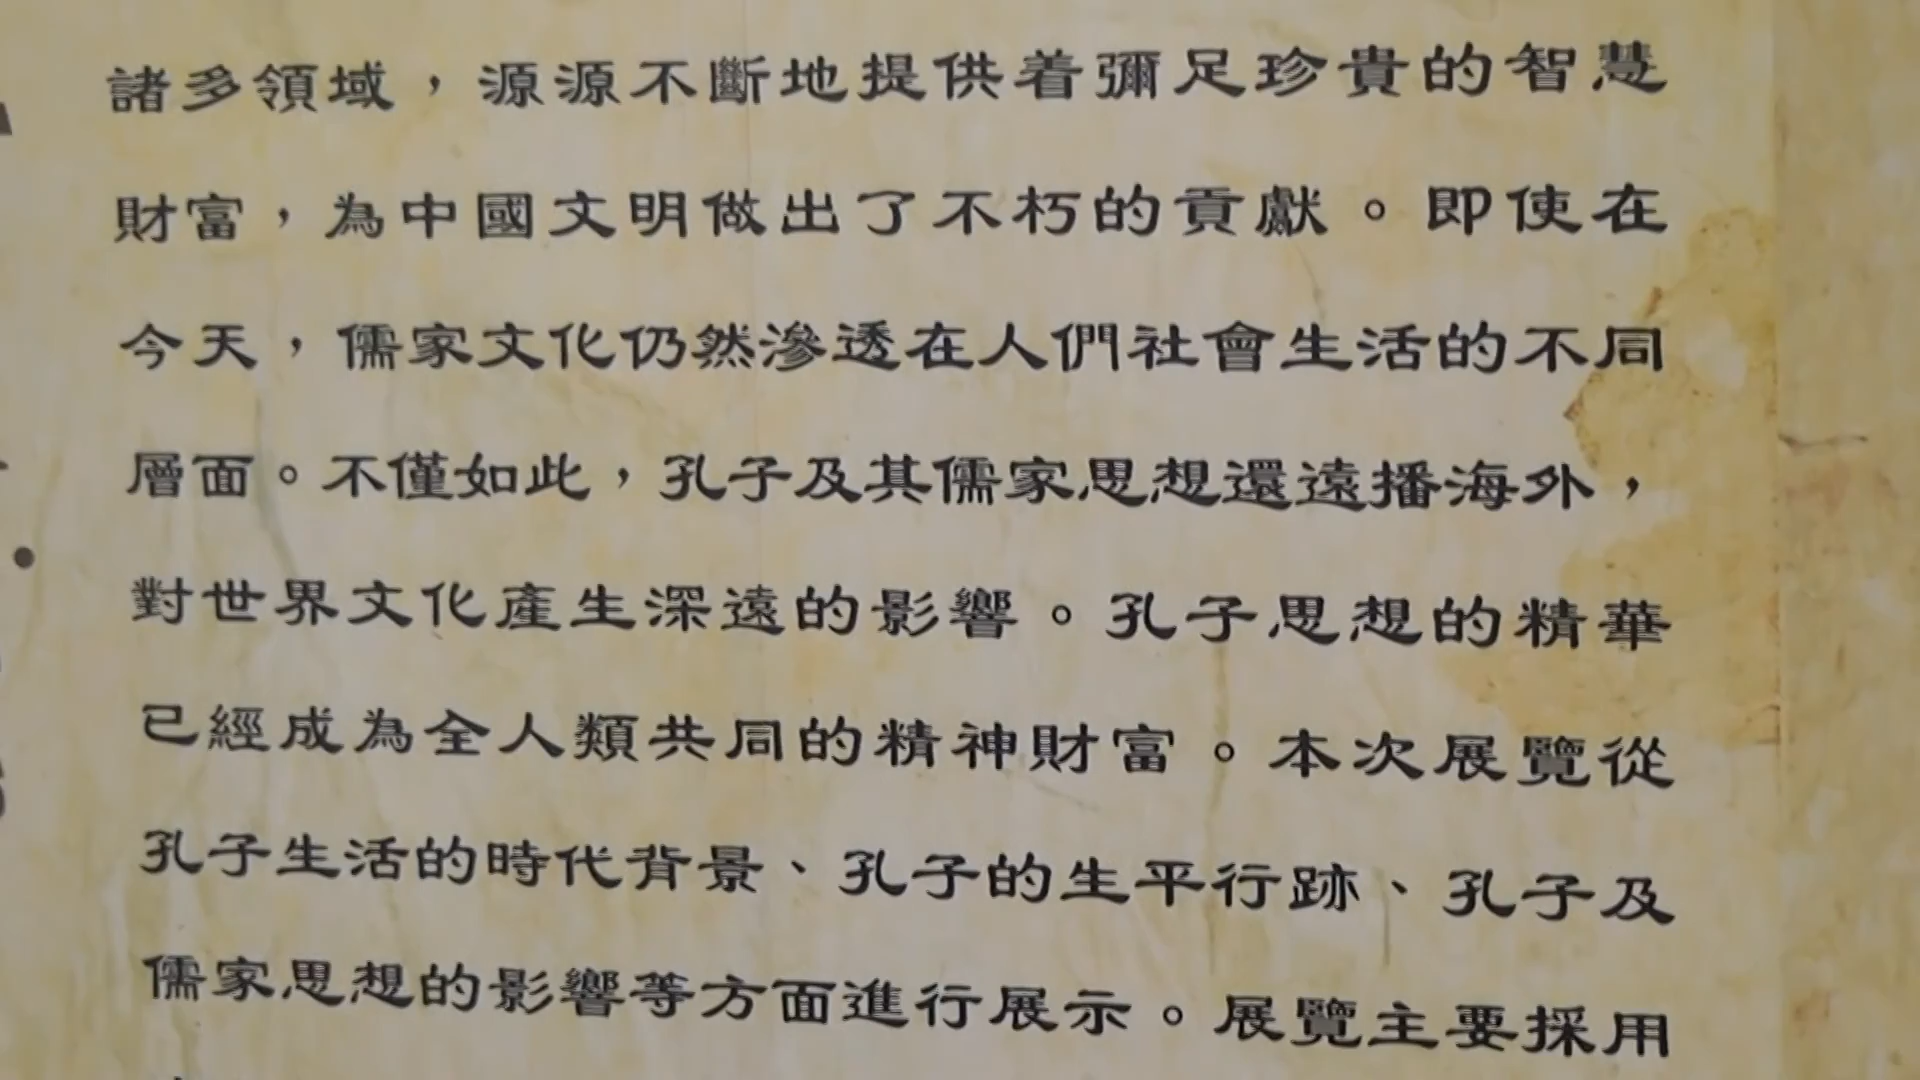 諸多領域，源源不斷地提供着彌足珍貴的智慧
財富，為中國文明做出了不朽的貢獻。即使在
今天，儒家文化仍然滲透在人們社會生活的不同
層面。不僅如此，孔子及其儒家思想還遠播海外，
對世界文化產生深遠的影響。孔子思想的精華
已經成為全人類共同的精神財富。本次展覽從
孔子生活的時代背景、孔子的生平行跡、孔子及
儒家思想的影響等方面進行展示。展覽主要採用